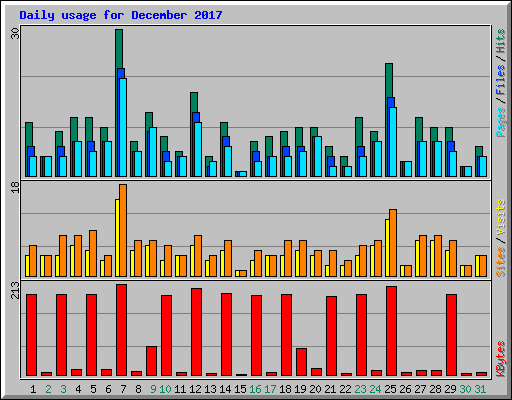 Daily usage for December 2017
30
Pages / Files / Hits
18
Sites / Visits
213
KBytes
1 2 3 4 5 6 7 8 9 10 11 12 13 14 15 16 17 18 19 20 21 22 23 24 25 26 27 28 29 30 31